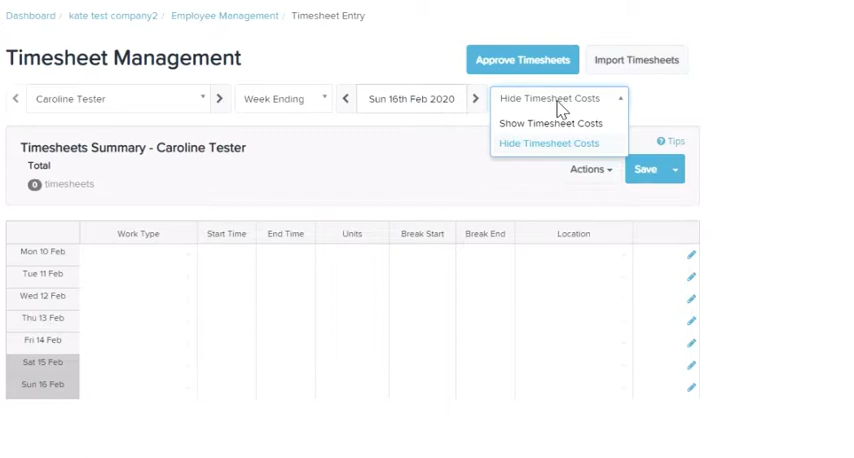 Dashboard / kate test company2 / Employee Management / Timesheet Entry
Timesheet Management
Approve Timesheets
Import Timesheets
Caroline Tester
Week Ending
Sun 16th Feb 2020
Hide Timesheet Costs
Show Timesheet Costs
Hide Timesheet Costs
Timesheets Summary - Caroline Tester
Tips
Total
0 timesheets
Actions
Save
Work Type Start Time End Time Units Break Start Break End Location
Mon 10 Feb
Tue 11 Feb
Wed 12 Feb
Thu 13 Feb
Fri 14 Feb
Sat 15 Feb
Sun 16 Feb